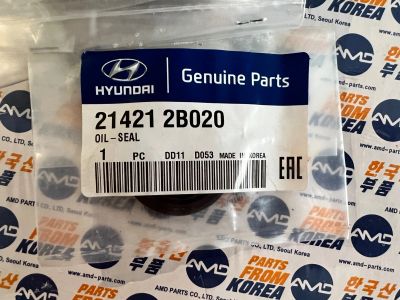 HYUNDAI
Genuine Parts
21421 2B020
OIL-SEAL
1 PC DD11 D053 MADE IN KOREA
EAC
AMD
PARTS FROM KOREA
한국산 부품
AMD PARTS CO., LTD, Seoul Korea
www.amd-parts.com